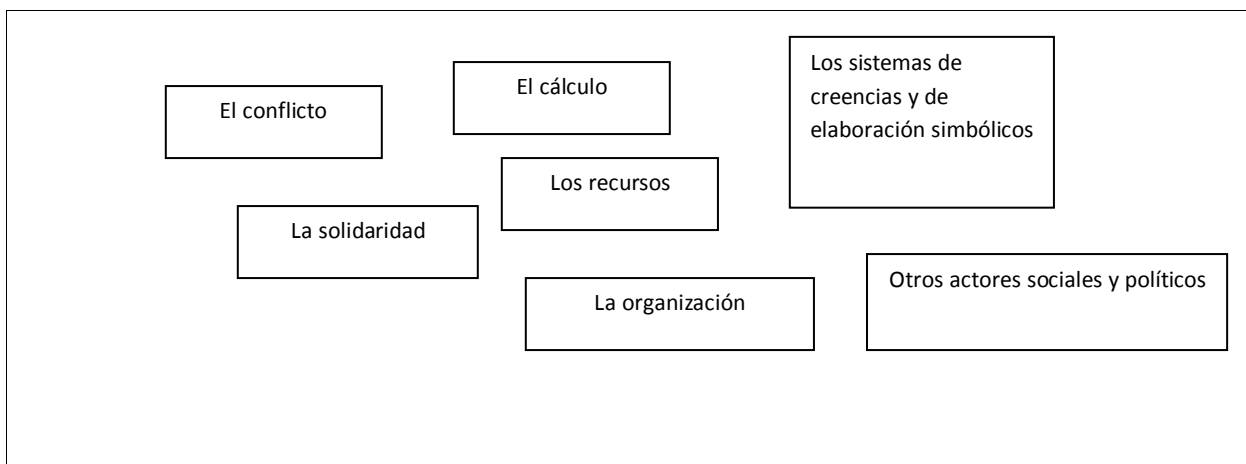 El conflicto
El cálculo
Los sistemas de
creencias y de
elaboración simbólicos
Los recursos
La solidaridad
La organización
Otros actores sociales y políticos